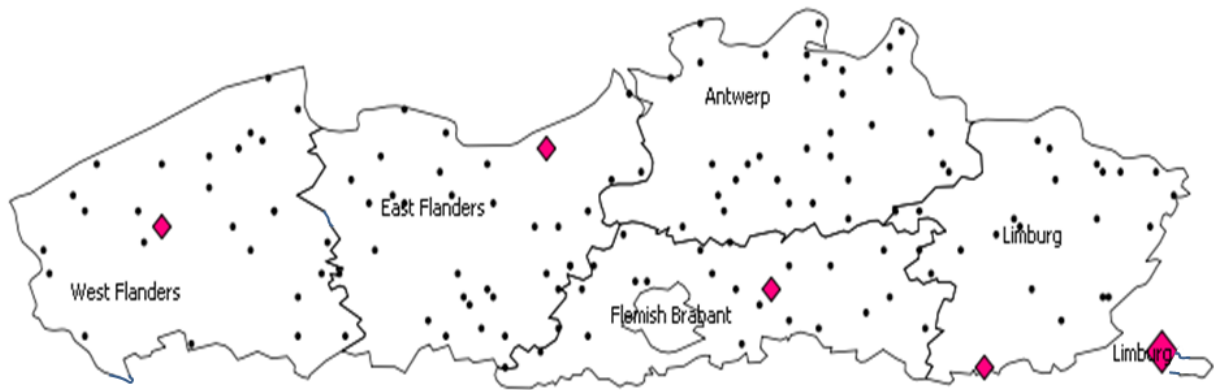 Antwerp
East Flanders
Limburg
West Flanders
Flemish Brabant
Limburg